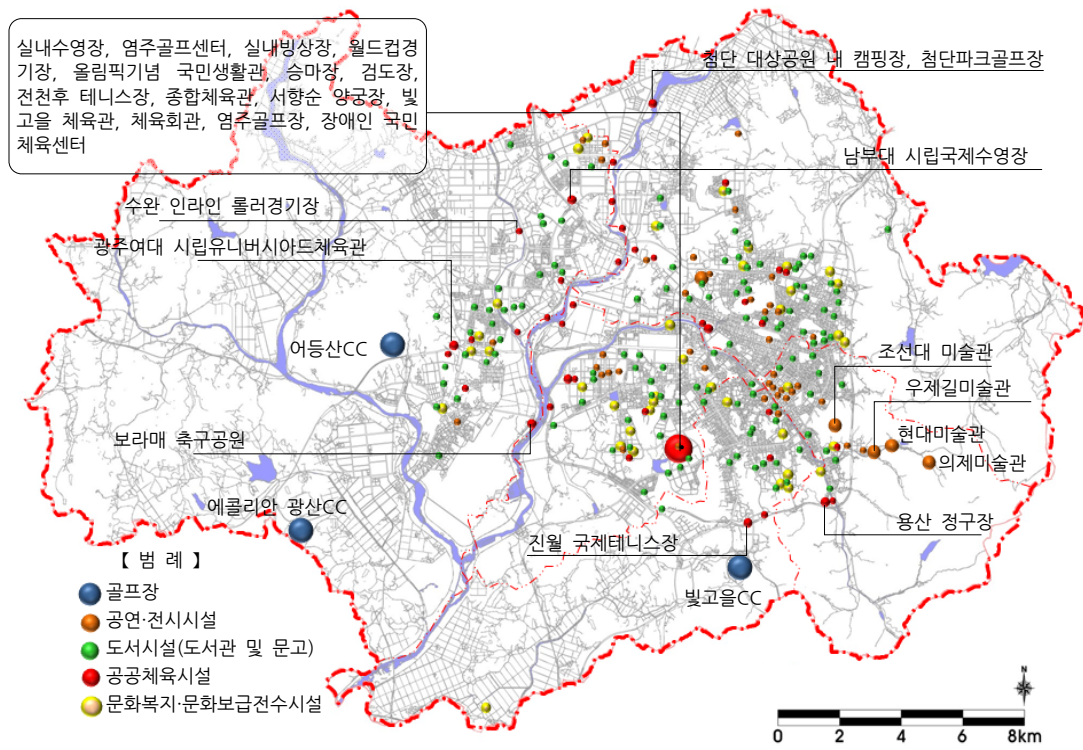 실내수영장, 염주골프센터, 실내빙상장, 월드컵경
기장, 올림픽기념 국민생활관, 승마장, 검도장,
전천후 테니스장, 종합체육관, 서향순 양궁장, 빛
고을 체육관, 체육회관, 염주골프장, 장애인 국민
체육센터
첨단 대상공원 내 캠핑장, 첨단파크골프장
남부대 시립국제수영장
수완 인라인 롤러경기장
광주여대 시립유니버시아드체육관
어등산CC
조선대 미술관
우제길미술관
현대미술관
의제미술관
보라매 축구공원
에콜리안 광산CC
용산 정구장
진월 국제테니스장
빛고을CC
【 범 례 】
골프장
공연·전시시설
도서시설(도서관 및 문고)
공공체육시설
문화복지·문화보급전수시설
N
0 2 4 6 8km